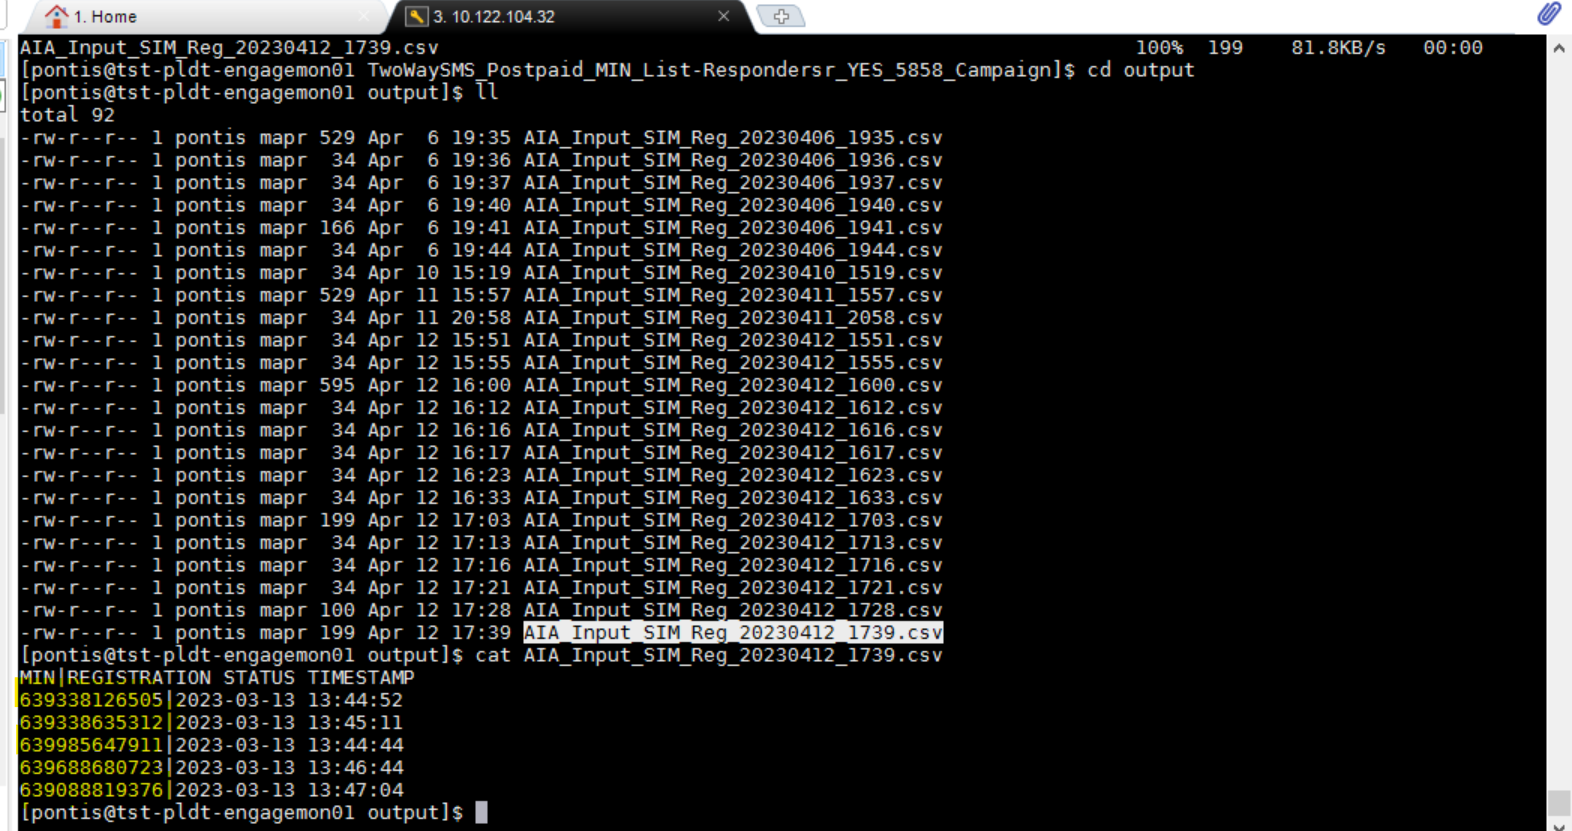 1. Home
3. 10.122.104.32
AIA_Input_SIM_Reg_20230412_1739.csv 100% 199 81.8KB/s 00:00
[pontis@tst-pldt-engagemon01 TwoWaySMS_Postpaid_MIN_List-Respondersr_YES_5858_Campaign]$ cd output
[pontis@tst-pldt-engagemon01 output]$ ll
total 92
-rw-r--r-- 1 pontis mapr 529 Apr  6 19:35 AIA_Input_SIM_Reg_20230406_1935.csv
-rw-r--r-- 1 pontis mapr  34 Apr  6 19:36 AIA_Input_SIM_Reg_20230406_1936.csv
-rw-r--r-- 1 pontis mapr  34 Apr  6 19:37 AIA_Input_SIM_Reg_20230406_1937.csv
-rw-r--r-- 1 pontis mapr  34 Apr  6 19:40 AIA_Input_SIM_Reg_20230406_1940.csv
-rw-r--r-- 1 pontis mapr 166 Apr  6 19:41 AIA_Input_SIM_Reg_20230406_1941.csv
-rw-r--r-- 1 pontis mapr  34 Apr  6 19:44 AIA_Input_SIM_Reg_20230406_1944.csv
-rw-r--r-- 1 pontis mapr  34 Apr 10 15:19 AIA_Input_SIM_Reg_20230410_1519.csv
-rw-r--r-- 1 pontis mapr 529 Apr 11 15:57 AIA_Input_SIM_Reg_20230411_1557.csv
-rw-r--r-- 1 pontis mapr  34 Apr 11 20:58 AIA_Input_SIM_Reg_20230411_2058.csv
-rw-r--r-- 1 pontis mapr  34 Apr 12 15:51 AIA_Input_SIM_Reg_20230412_1551.csv
-rw-r--r-- 1 pontis mapr  34 Apr 12 15:55 AIA_Input_SIM_Reg_20230412_1555.csv
-rw-r--r-- 1 pontis mapr 595 Apr 12 16:00 AIA_Input_SIM_Reg_20230412_1600.csv
-rw-r--r-- 1 pontis mapr  34 Apr 12 16:12 AIA_Input_SIM_Reg_20230412_1612.csv
-rw-r--r-- 1 pontis mapr  34 Apr 12 16:16 AIA_Input_SIM_Reg_20230412_1616.csv
-rw-r--r-- 1 pontis mapr  34 Apr 12 16:17 AIA_Input_SIM_Reg_20230412_1617.csv
-rw-r--r-- 1 pontis mapr  34 Apr 12 16:23 AIA_Input_SIM_Reg_20230412_1623.csv
-rw-r--r-- 1 pontis mapr  34 Apr 12 16:33 AIA_Input_SIM_Reg_20230412_1633.csv
-rw-r--r-- 1 pontis mapr 199 Apr 12 17:03 AIA_Input_SIM_Reg_20230412_1703.csv
-rw-r--r-- 1 pontis mapr  34 Apr 12 17:13 AIA_Input_SIM_Reg_20230412_1713.csv
-rw-r--r-- 1 pontis mapr  34 Apr 12 17:16 AIA_Input_SIM_Reg_20230412_1716.csv
-rw-r--r-- 1 pontis mapr  34 Apr 12 17:21 AIA_Input_SIM_Reg_20230412_1721.csv
-rw-r--r-- 1 pontis mapr 100 Apr 12 17:28 AIA_Input_SIM_Reg_20230412_1728.csv
-rw-r--r-- 1 pontis mapr 199 Apr 12 17:39 AIA_Input_SIM_Reg_20230412_1739.csv
[pontis@tst-pldt-engagemon01 output]$ cat AIA_Input_SIM_Reg_20230412_1739.csv
MIN|REGISTRATION STATUS TIMESTAMP
639338126505|2023-03-13 13:44:52
639338635312|2023-03-13 13:45:11
639985647911|2023-03-13 13:44:44
639688680723|2023-03-13 13:46:44
639088819376|2023-03-13 13:47:04
[pontis@tst-pldt-engagemon01 output]$